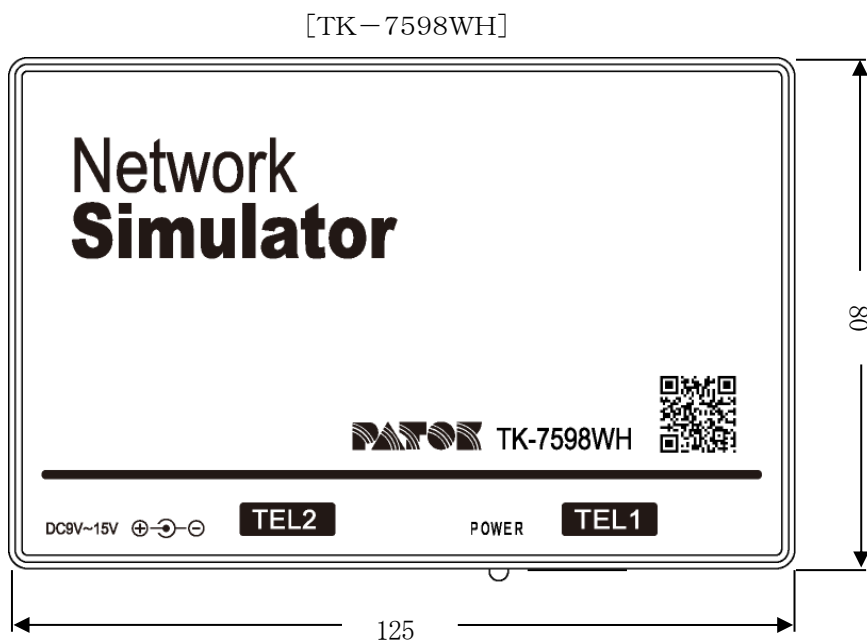 [TK－7598WH]
Network
Simulator
PATOK TK-7598WH
DC9V~15V ⊕-⊙-⊖ TEL2 POWER TEL1
80
125